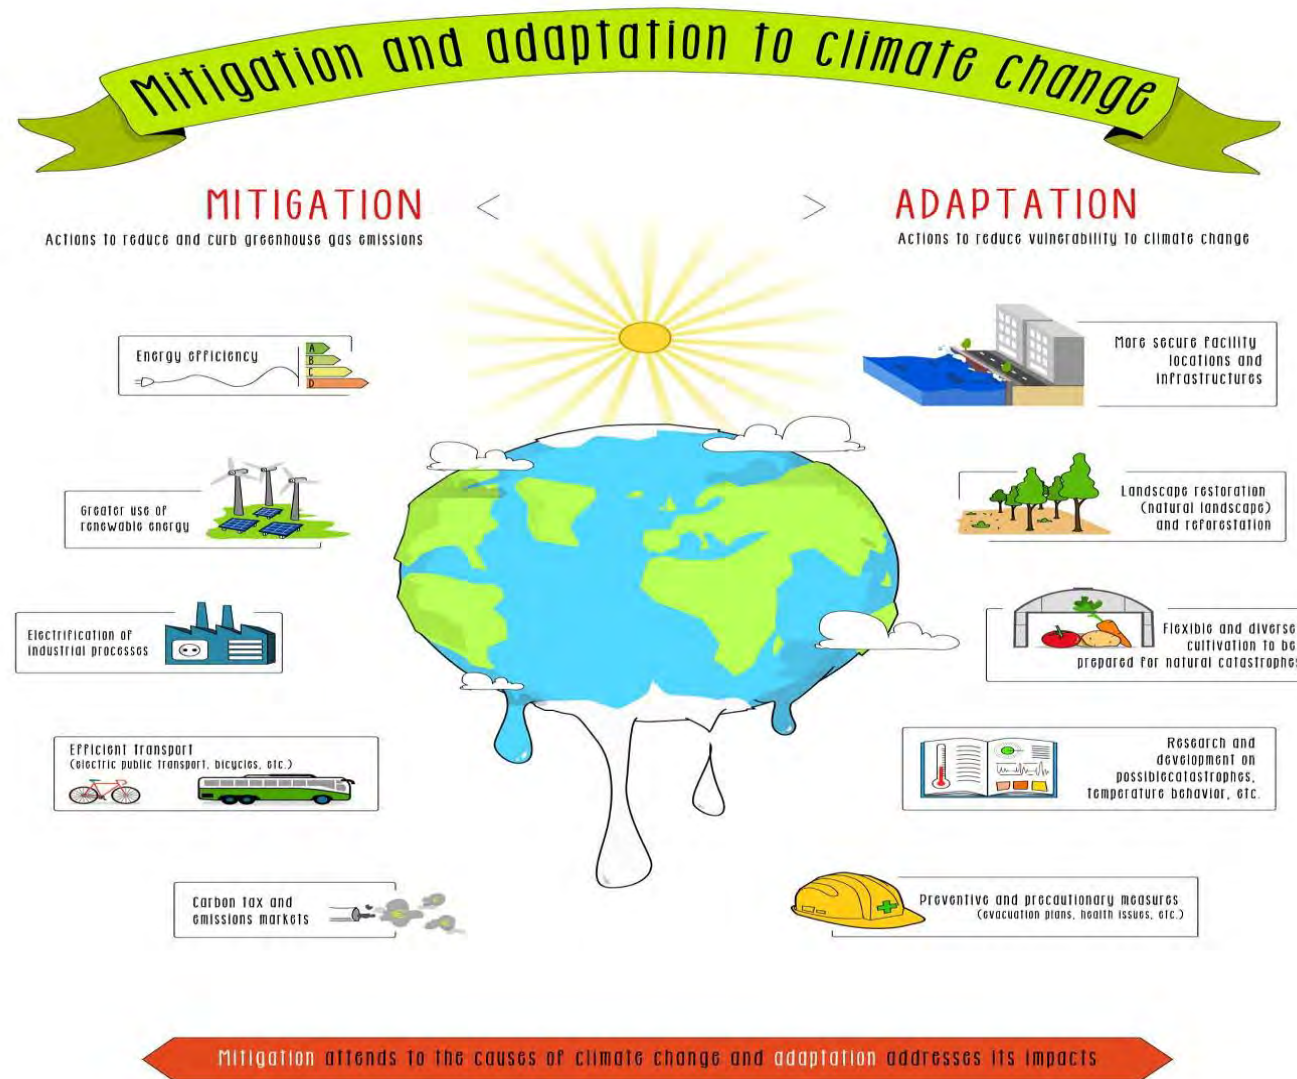 Mitigation and adaptation to climate change
MITIGATION
Actions to reduce and curb greenhouse gas emissions
Energy efficiency
A
B
C
D
Greater use of
renewable energy
Electrification of
industrial processes
Efficient transport
(electric public transport, bicycles, etc.)
Carbon tax and
emissions markets
ADAPTATION
Actions to reduce vulnerability to climate change
More secure facility
locations and
infrastructures
Landscape restoration
(natural landscape)
and reforestation
Flexible and diverse
cultivation to be
prepared for natural catastrophes
Research and
development on
possiblecatastrophes,
temperature behavior, etc.
Preventive and precautionary measures
(evacuation plans, health issues, etc.)
Mitigation attends to the causes of climate change and adaptation addresses its impacts